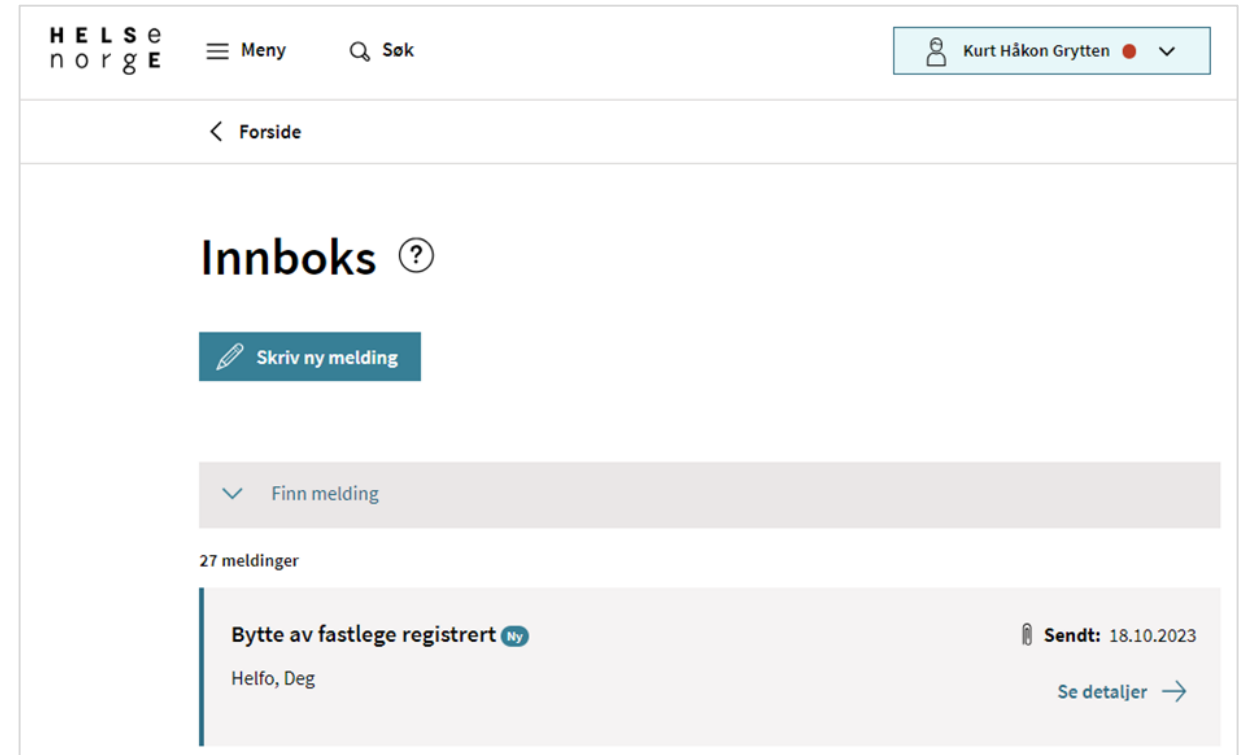 HELSe
norgE
Meny
Søk
Kurt Håkon Grytten
Forside
Innboks ?
Skriv ny melding
Finn melding
27 meldinger
Bytte av fastlege registrert Ny
Sendt: 18.10.2023
Helfo, Deg
Se detaljer